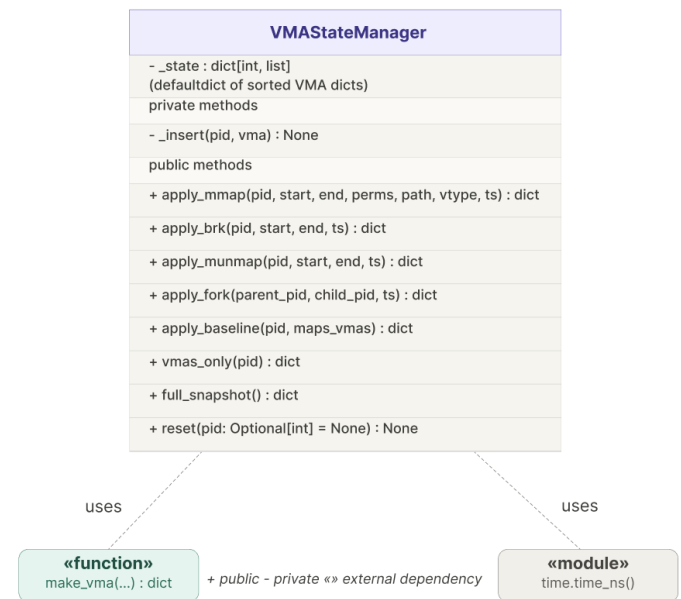 VMAStateManager
- _state : dict[int, list]
(defaultdict of sorted VMA dicts)
private methods
- _insert(pid, vma) : None
public methods
+ apply_mmap(pid, start, end, perms, path, vtype, ts) : dict
+ apply_brk(pid, start, end, ts) : dict
+ apply_munmap(pid, start, end, ts) : dict
+ apply_fork(parent_pid, child_pid, ts) : dict
+ apply_baseline(pid, maps_vmas) : dict
+ vmas_only(pid) : dict
+ full_snapshot() : dict
+ reset(pid: Optional[int] = None) : None
uses
uses
«function»
make_vma(...) : dict
+ public - private «» external dependency
«module»
time.time_ns()